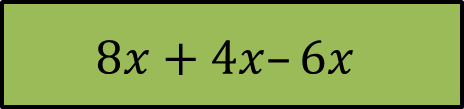 8x + 4x– 6x